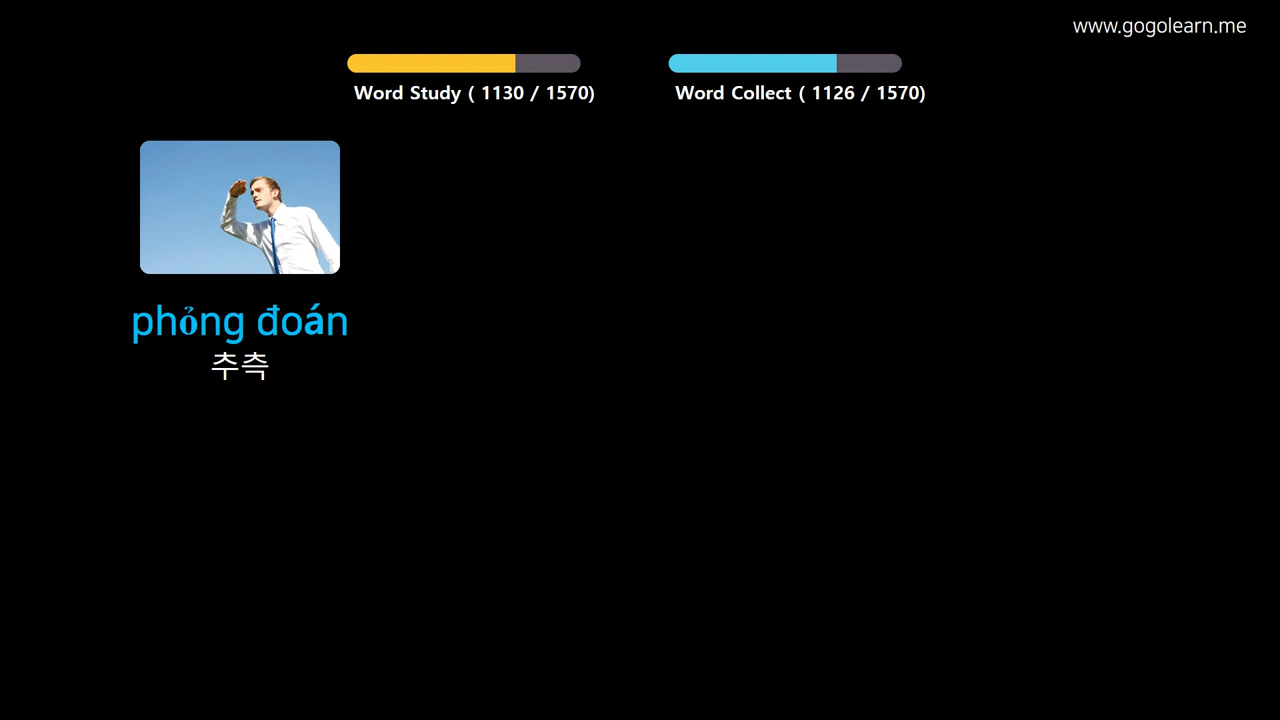 www.gogolearn.me
Word Study ( 1130 / 1570)
Word Collect ( 1126 / 1570)
phỏng đoán
추측